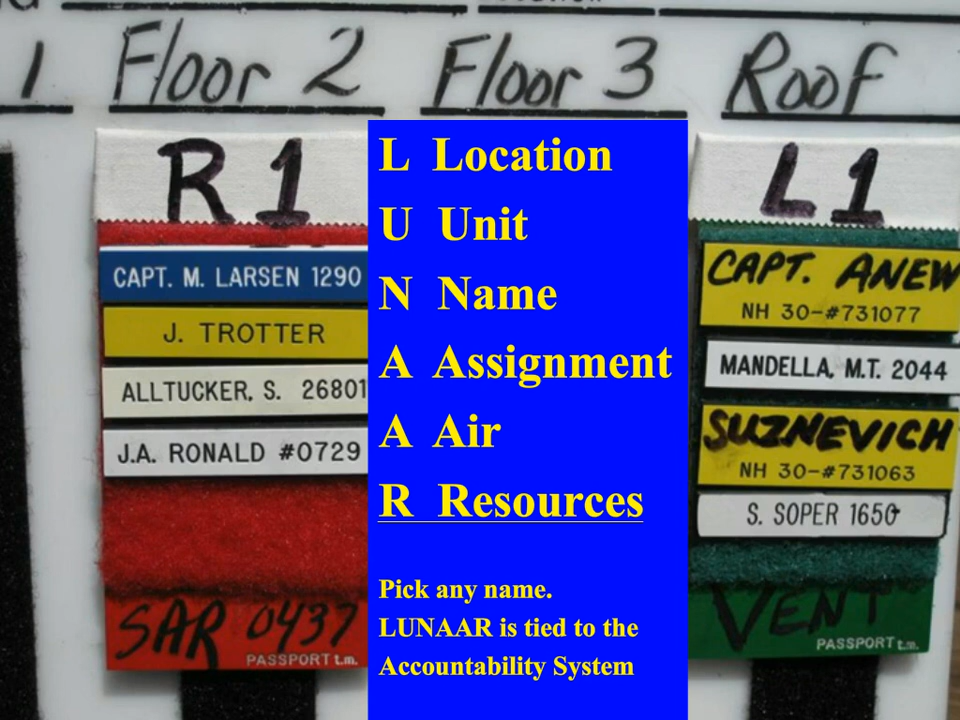 1 Floor 2 Floor 3 Roof
R1
CAPT. M. LARSEN 1290
J. TROTTER
ALLTUCKER, S. 26801
J.A. RONALD #0729
SAR 0437
PASSPORT t.m.
L Location
U Unit
N Name
A Assignment
A Air
R Resources
Pick any name.
LUNAAR is tied to the
Accountability System
L1
CAPT. ANEW
NH 30-#731077
MANDELLA, M.T. 2044
SUZNEVICH
NH 30-#731063
S. SOPER 1650
VENT
PASSPORT t.m.